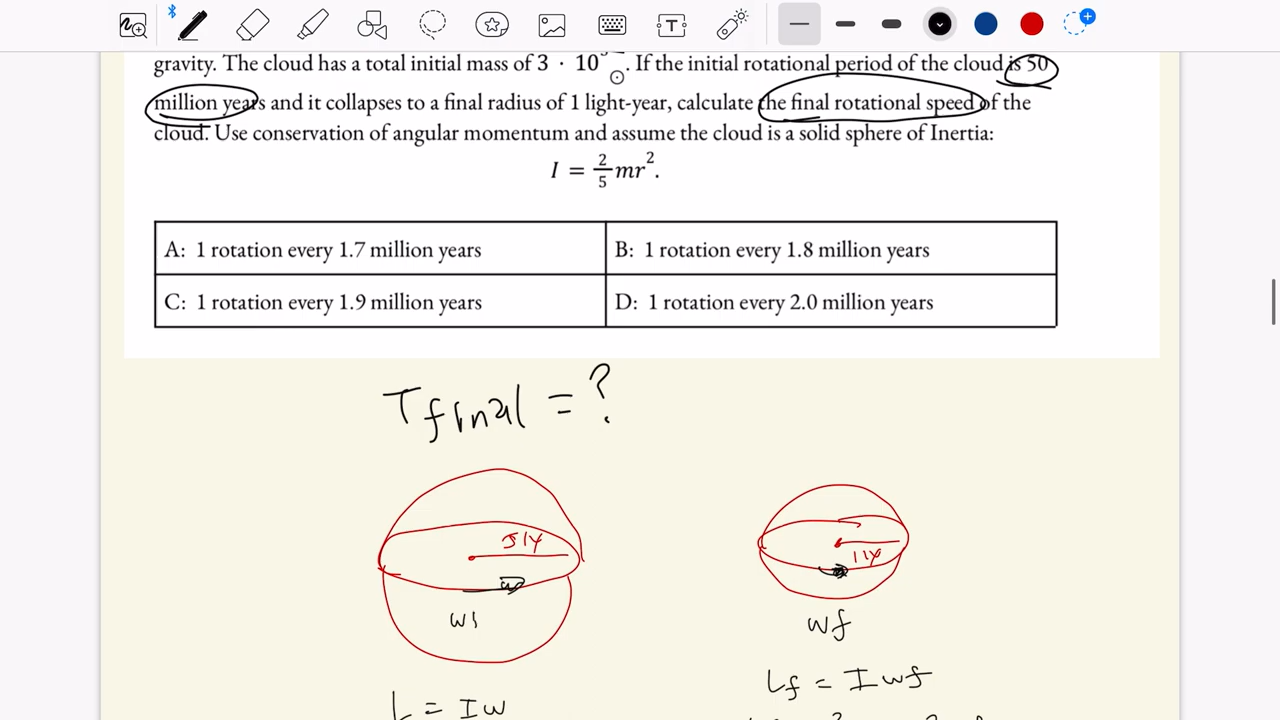 gravity. The cloud has a total initial mass of 3 · 10 ⊙. If the initial rotational period of the cloud is 50
million years and it collapses to a final radius of 1 light-year, calculate the final rotational speed of the
cloud. Use conservation of angular momentum and assume the cloud is a solid sphere of Inertia:
I = 2/5 mr².
A: 1 rotation every 1.7 million years
B: 1 rotation every 1.8 million years
C: 1 rotation every 1.9 million years
D: 1 rotation every 2.0 million years
Tfinal = ?
5ly
1ly
wi
wf
Lf = Iwf
L = Iw